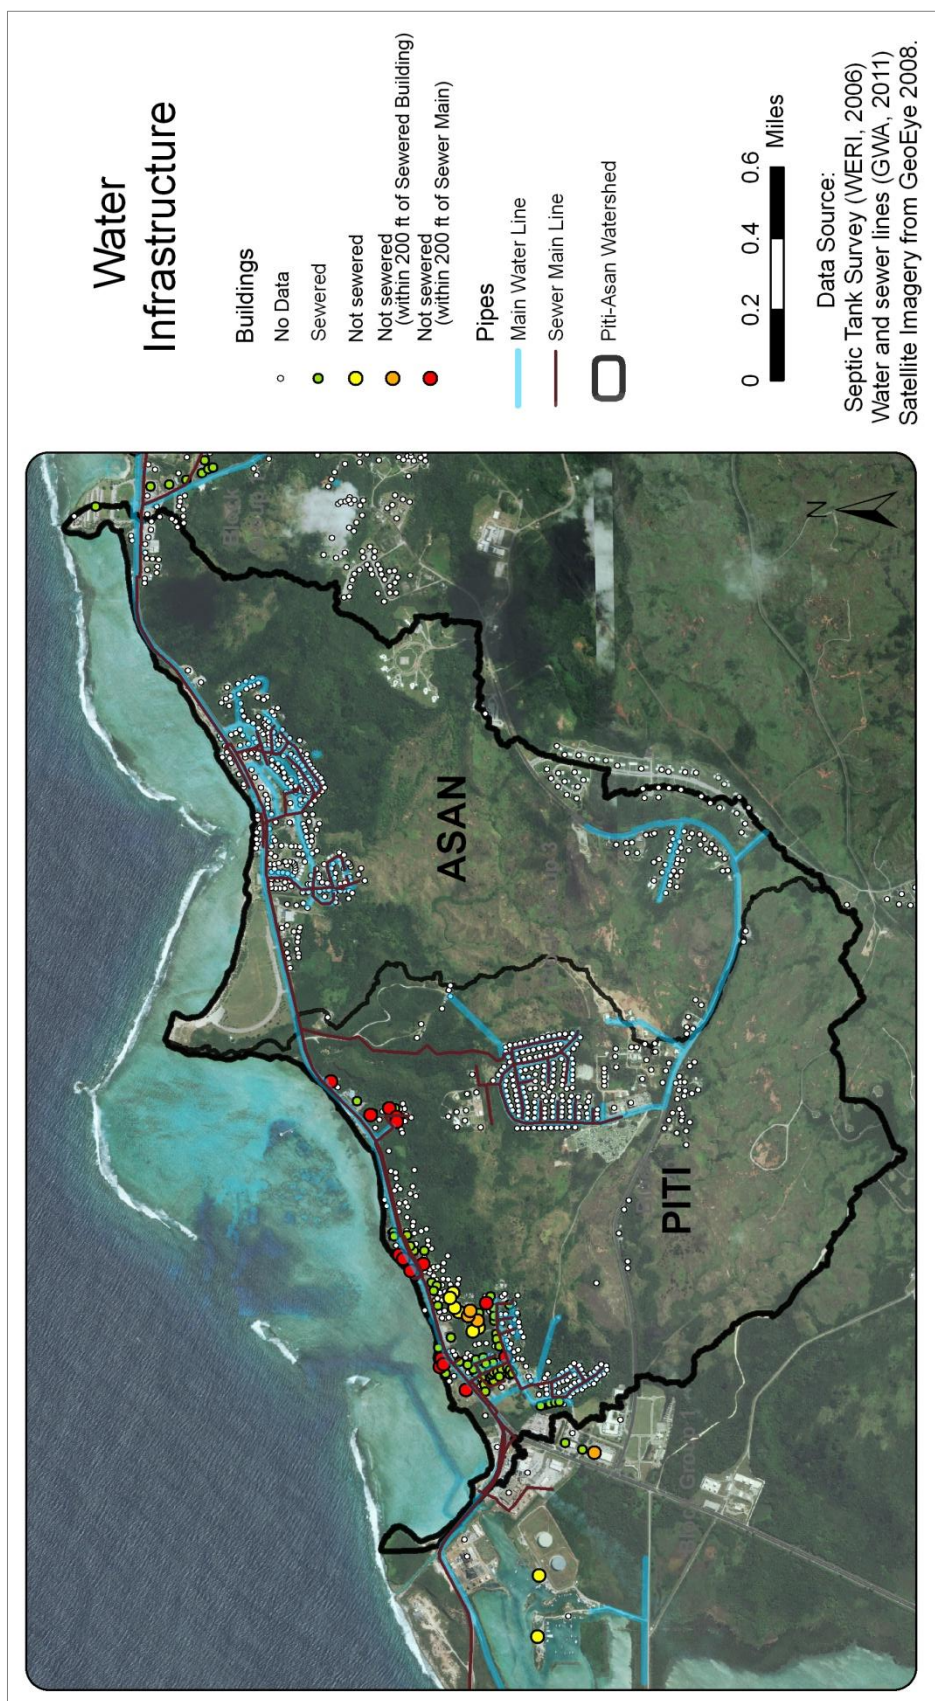 Water
Infrastructure
Buildings
No Data
Sewered
Not sewered
Not sewered
(within 200 ft of Sewered Building)
Not sewered
(within 200 ft of Sewer Main)
Pipes
Main Water Line
Sewer Main Line
Piti-Asan Watershed
0 0.2 0.4 0.6
Miles
Data Source:
Septic Tank Survey (WERI, 2006)
Water and sewer lines (GWA, 2011)
Satellite Imagery from GeoEye 2008.
ASAN
PITI
N